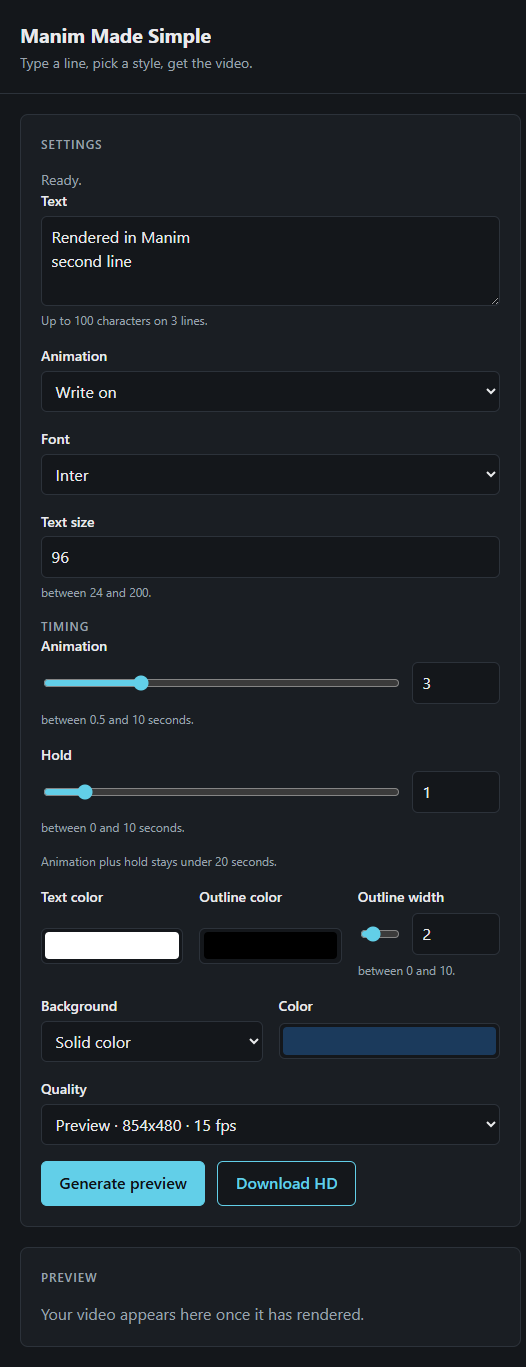 Manim Made Simple
Type a line, pick a style, get the video.
SETTINGS
Ready.
Text
Rendered in Manim
second line
Up to 100 characters on 3 lines.
Animation
Write on
Font
Inter
Text size
96
between 24 and 200.
TIMING
Animation
3
between 0.5 and 10 seconds.
Hold
1
between 0 and 10 seconds.
Animation plus hold stays under 20 seconds.
Text color Outline color Outline width
2
between 0 and 10.
Background Color
Solid color
Quality
Preview · 854x480 · 15 fps
Generate preview Download HD
PREVIEW
Your video appears here once it has rendered.